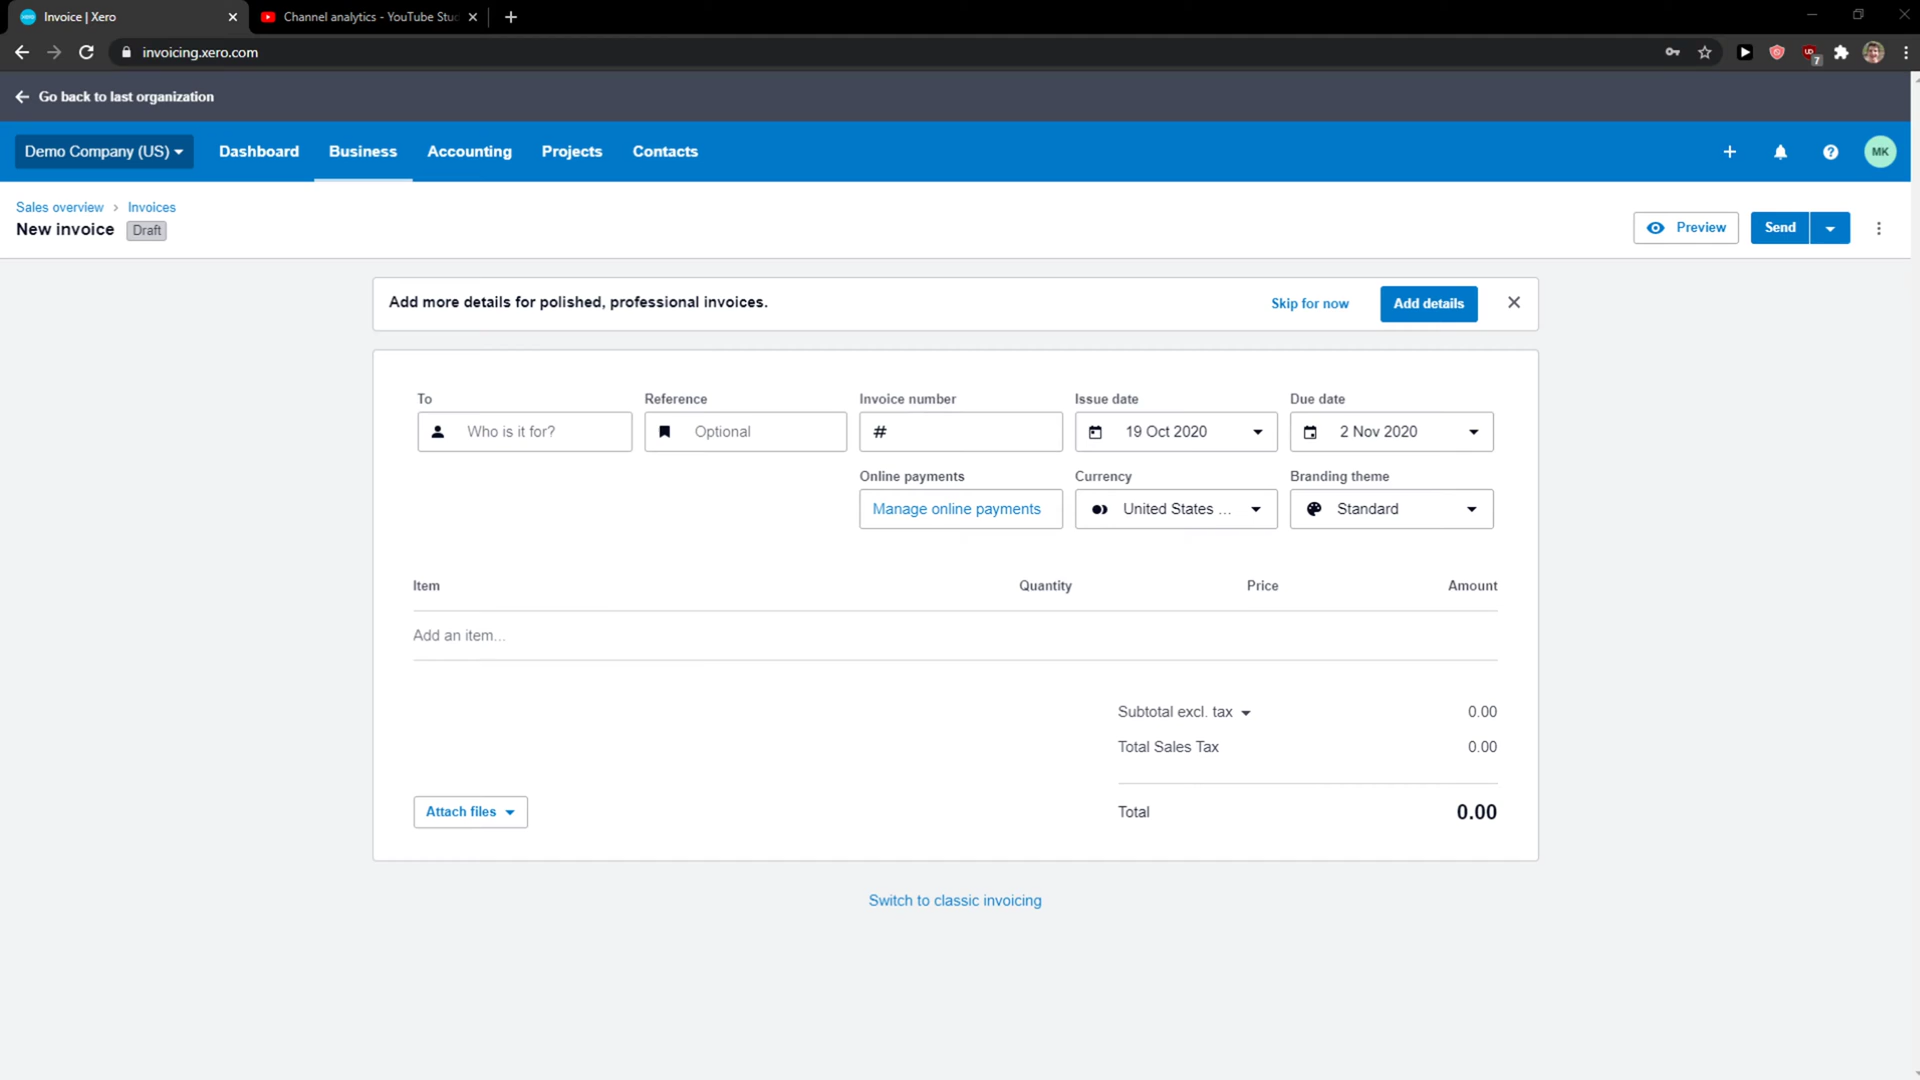 Invoice | Xero
Channel analytics - YouTube Stu
invoicing.xero.com
7
Go back to last organization
Demo Company (US)
Dashboard
Business
Accounting
Projects
Contacts
MK
Sales overview
Invoices
New invoice
Draft
Preview
Send
Add more details for polished, professional invoices.
Skip for now
Add details
To
Reference
Invoice number
Issue date
Due date
Who is it for?
Optional
#
19 Oct 2020
2 Nov 2020
Online payments
Currency
Branding theme
Manage online payments
United States ...
Standard
Item
Quantity
Price
Amount
Add an item...
Subtotal excl. tax
0.00
Total Sales Tax
0.00
Attach files
Total
0.00
Switch to classic invoicing